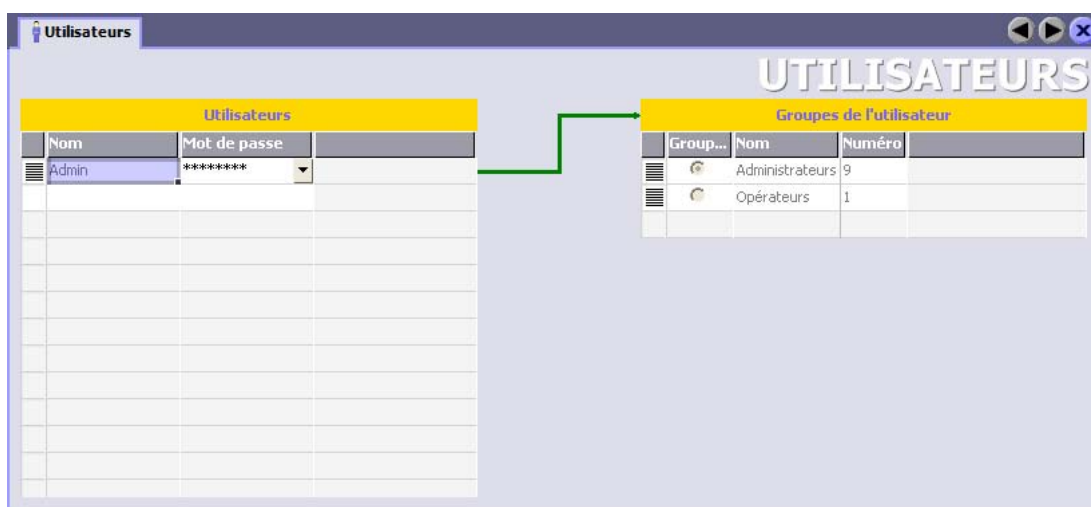 Utilisateurs
UTILISATEURS
Utilisateurs
Nom Mot de passe
Admin ********
Groupes de l'utilisateur
Group... Nom Numéro
Administrateurs 9
Opérateurs 1